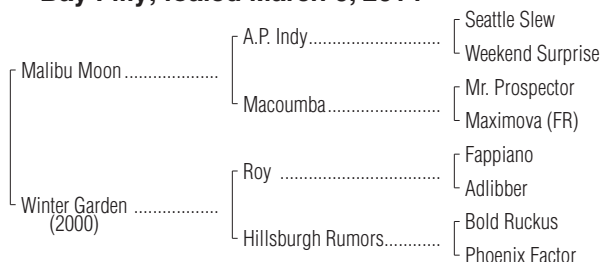 Bay Filly; foaled March
Seattle Slew
A.P. Indy
Weekend Surprise
Malibu Moon
Mr. Prospector
Macoumba
Maximova (FR)
Fappiano
Roy
Adlibber
Winter Garden
(2000)
Bold Ruckus
Hillsburgh Rumors
Phoenix Factor